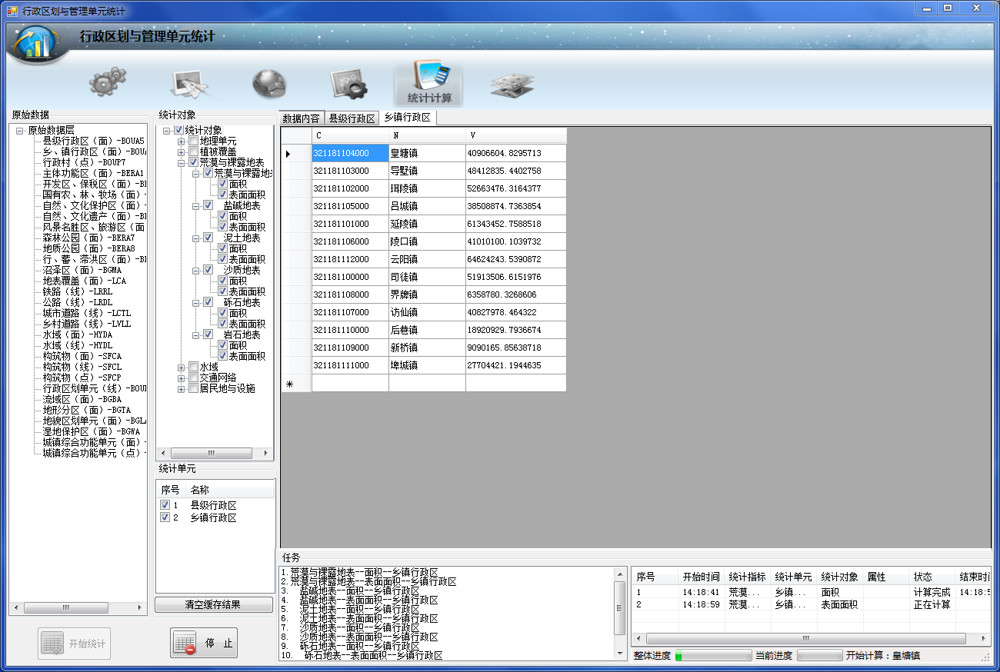 行政区划与管理单元统计
行政区划与管理单元统计
统计计算
原始数据
原始数据层
县级行政区（面）-BOUA5
乡、镇行政区（面）-BOU
行政村（点）-BOUP7
主体功能区（面）-BERA1
开发区、保税区（面）-BE
国有农、林、牧场（面）-
自然、文化保护区（面）-
自然、文化遗产（面）-BE
风景名胜区、旅游区（面
森林公园（面）-BERA7
地质公园（面）-BERA8
行、蓄、滞洪区（面）-BE
沼泽区（面）-BGMA
地表覆盖（面）-LCA
铁路（线）-LRRL
公路（线）-LRDL
城市道路（线）-LCTL
乡村道路（线）-LVLL
水域（面）-HYDA
水域（线）-HYDL
构筑物（面）-SFCA
构筑物（线）-SFCL
构筑物（点）-SFCP
行政区划单元（线）-BOU
流域区（面）-BGBA
地形分区（面）-BGTA
地貌区划单元（面）-BGL
湿地保护区（面）-BGWA
城镇综合功能单元（面）-
城镇综合功能单元（点）-
开始统计
统计对象
统计对象
地理单元
植被覆盖
荒漠与裸露地表
荒漠与裸露地
面积
表面面积
盐碱地表
面积
表面面积
泥土地表
面积
表面面积
沙质地表
面积
表面面积
砾石地表
面积
表面面积
岩石地表
面积
表面面积
水域
交通网络
居民地与设施
统计单元
序号 名称
1 县级行政区
2 乡镇行政区
清空缓存结果
停 止
数据内容 县级行政区 乡镇行政区
C N V
321181104000 皇塘镇 40906604.8295713
321181103000 导墅镇 48412835.4402758
321181102000 珥陵镇 52663476.3164377
321181105000 吕城镇 38508874.7363854
321181101000 延陵镇 61343452.7588518
321181106000 陵口镇 41010100.1039732
321181112000 云阳镇 64624243.5390872
321181100000 司徒镇 51913506.6151976
321181108000 界牌镇 6358780.3268606
321181107000 访仙镇 40827978.464322
321181110000 后巷镇 18920929.7936674
321181109000 新桥镇 9090165.85638718
321181111000 埤城镇 27704421.1944635
任务
1.荒漠与裸露地表--面积--乡镇行政区
2.荒漠与裸露地表--表面面积--乡镇行政区
3. 盐碱地表--面积--乡镇行政区
4. 盐碱地表--表面面积--乡镇行政区
5. 泥土地表--面积--乡镇行政区
6. 泥土地表--表面面积--乡镇行政区
7. 沙质地表--面积--乡镇行政区
8. 沙质地表--表面面积--乡镇行政区
9. 砾石地表--面积--乡镇行政区
10. 砾石地表--表面面积--乡镇行政区
序号 开始时间 统计指标 统计单元 统计对象 属性 状态 结束时间
1 14:18:41 荒漠... 乡镇... 面积 计算完成 14:18:5
2 14:18:59 荒漠... 乡镇... 表面面积 正在计算
整体进度 当前进度 开始计算：皇塘镇